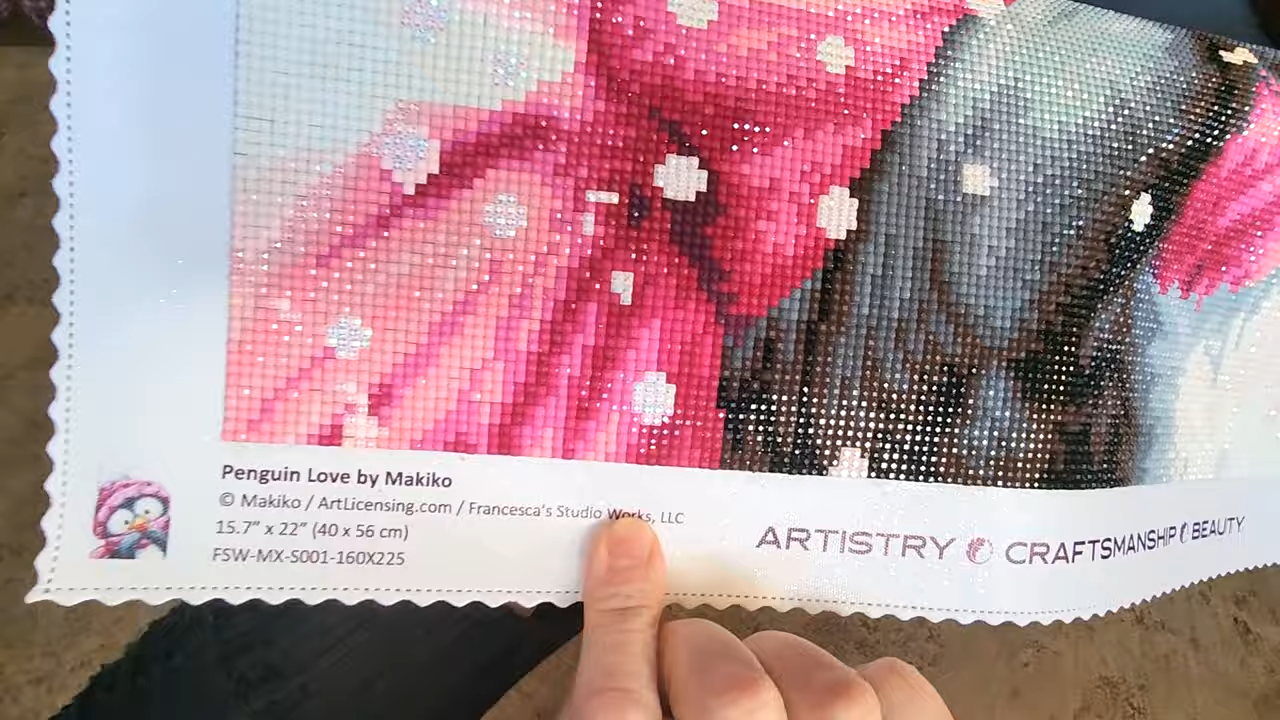 Penguin Love by Makiko
© Makiko / ArtLicensing.com / Francesca's Studio Works, LLC
15.7" x 22" (40 x 56 cm)
FSW-MX-S001-160X225
ARTISTRY CRAFTSMANSHIP BEAUTY